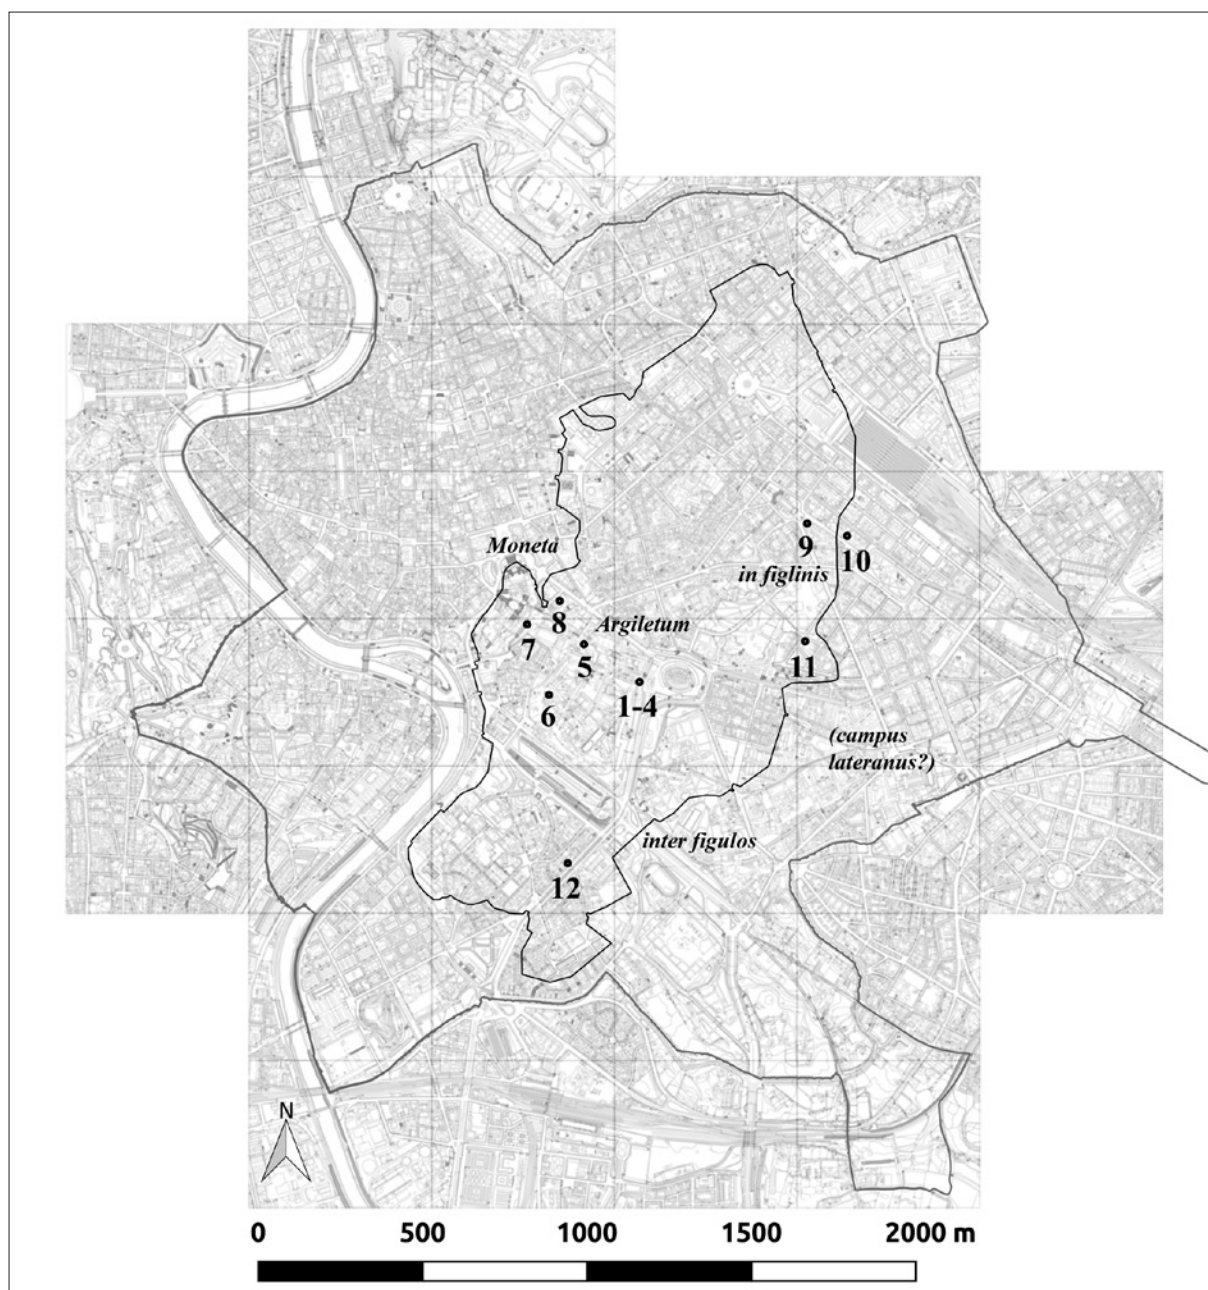 Moneta
9
10
in figlinis
8
Argiletum
7
5
11
6
1-4
(campus
lateranus?)
inter figulos
12
N
0 500 1000 1500 2000 m